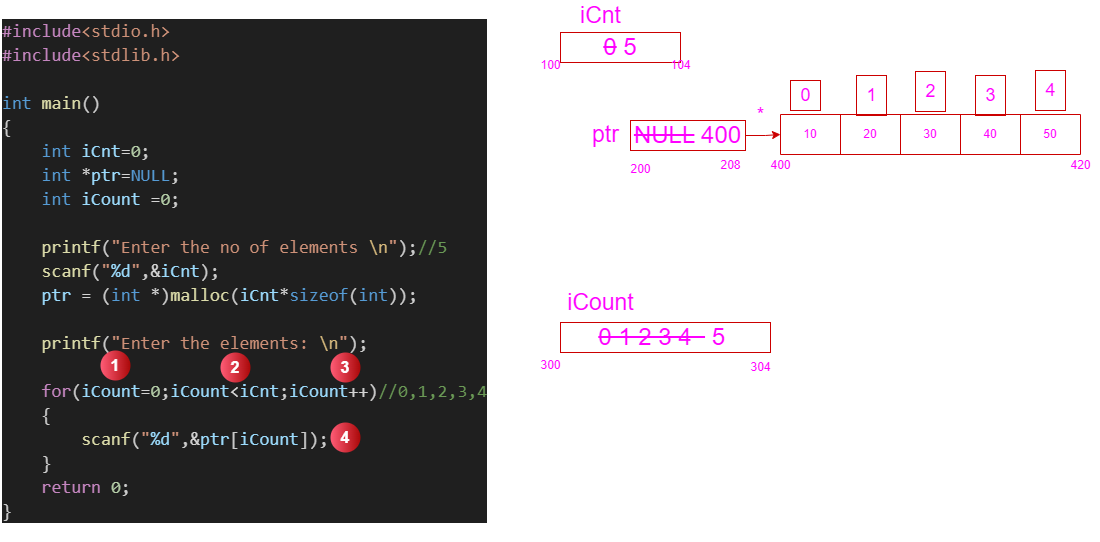 #include<stdio.h>
#include<stdlib.h>
int main()
{
int iCnt=0;
int *ptr=NULL;
int iCount =0;
printf("Enter the no of elements \n");//5
scanf("%d",&iCnt);
ptr = (int *)malloc(iCnt*sizeof(int));
printf("Enter the elements: \n");
1 2 3
for(iCount=0;iCount<iCnt;iCount++)//0,1,2,3,4
{
scanf("%d",&ptr[iCount]); 4
}
return 0;
}
iCnt
0 5
100 104
0 1 2 3 4
*
ptr NULL 400 10 20 30 40 50
200 208 400 420
iCount
0 1 2 3 4 5
300 304